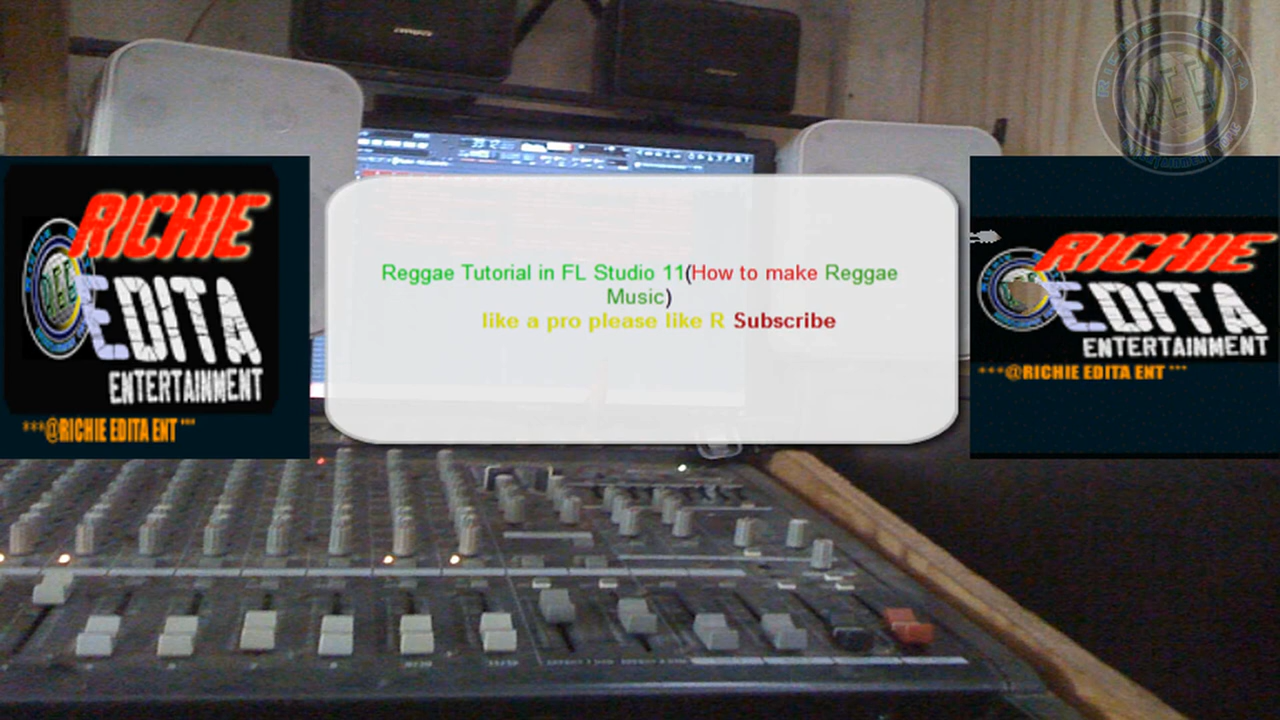 RICHIE
EDITA
ENTERTAINMENT
***@RICHIE EDITA ENT ***
Reggae Tutorial in FL Studio 11(How to make Reggae
Music)
like a pro please like R Subscribe
RICHIE
EDITA
ENTERTAINMENT
***@RICHIE EDITA ENT ***